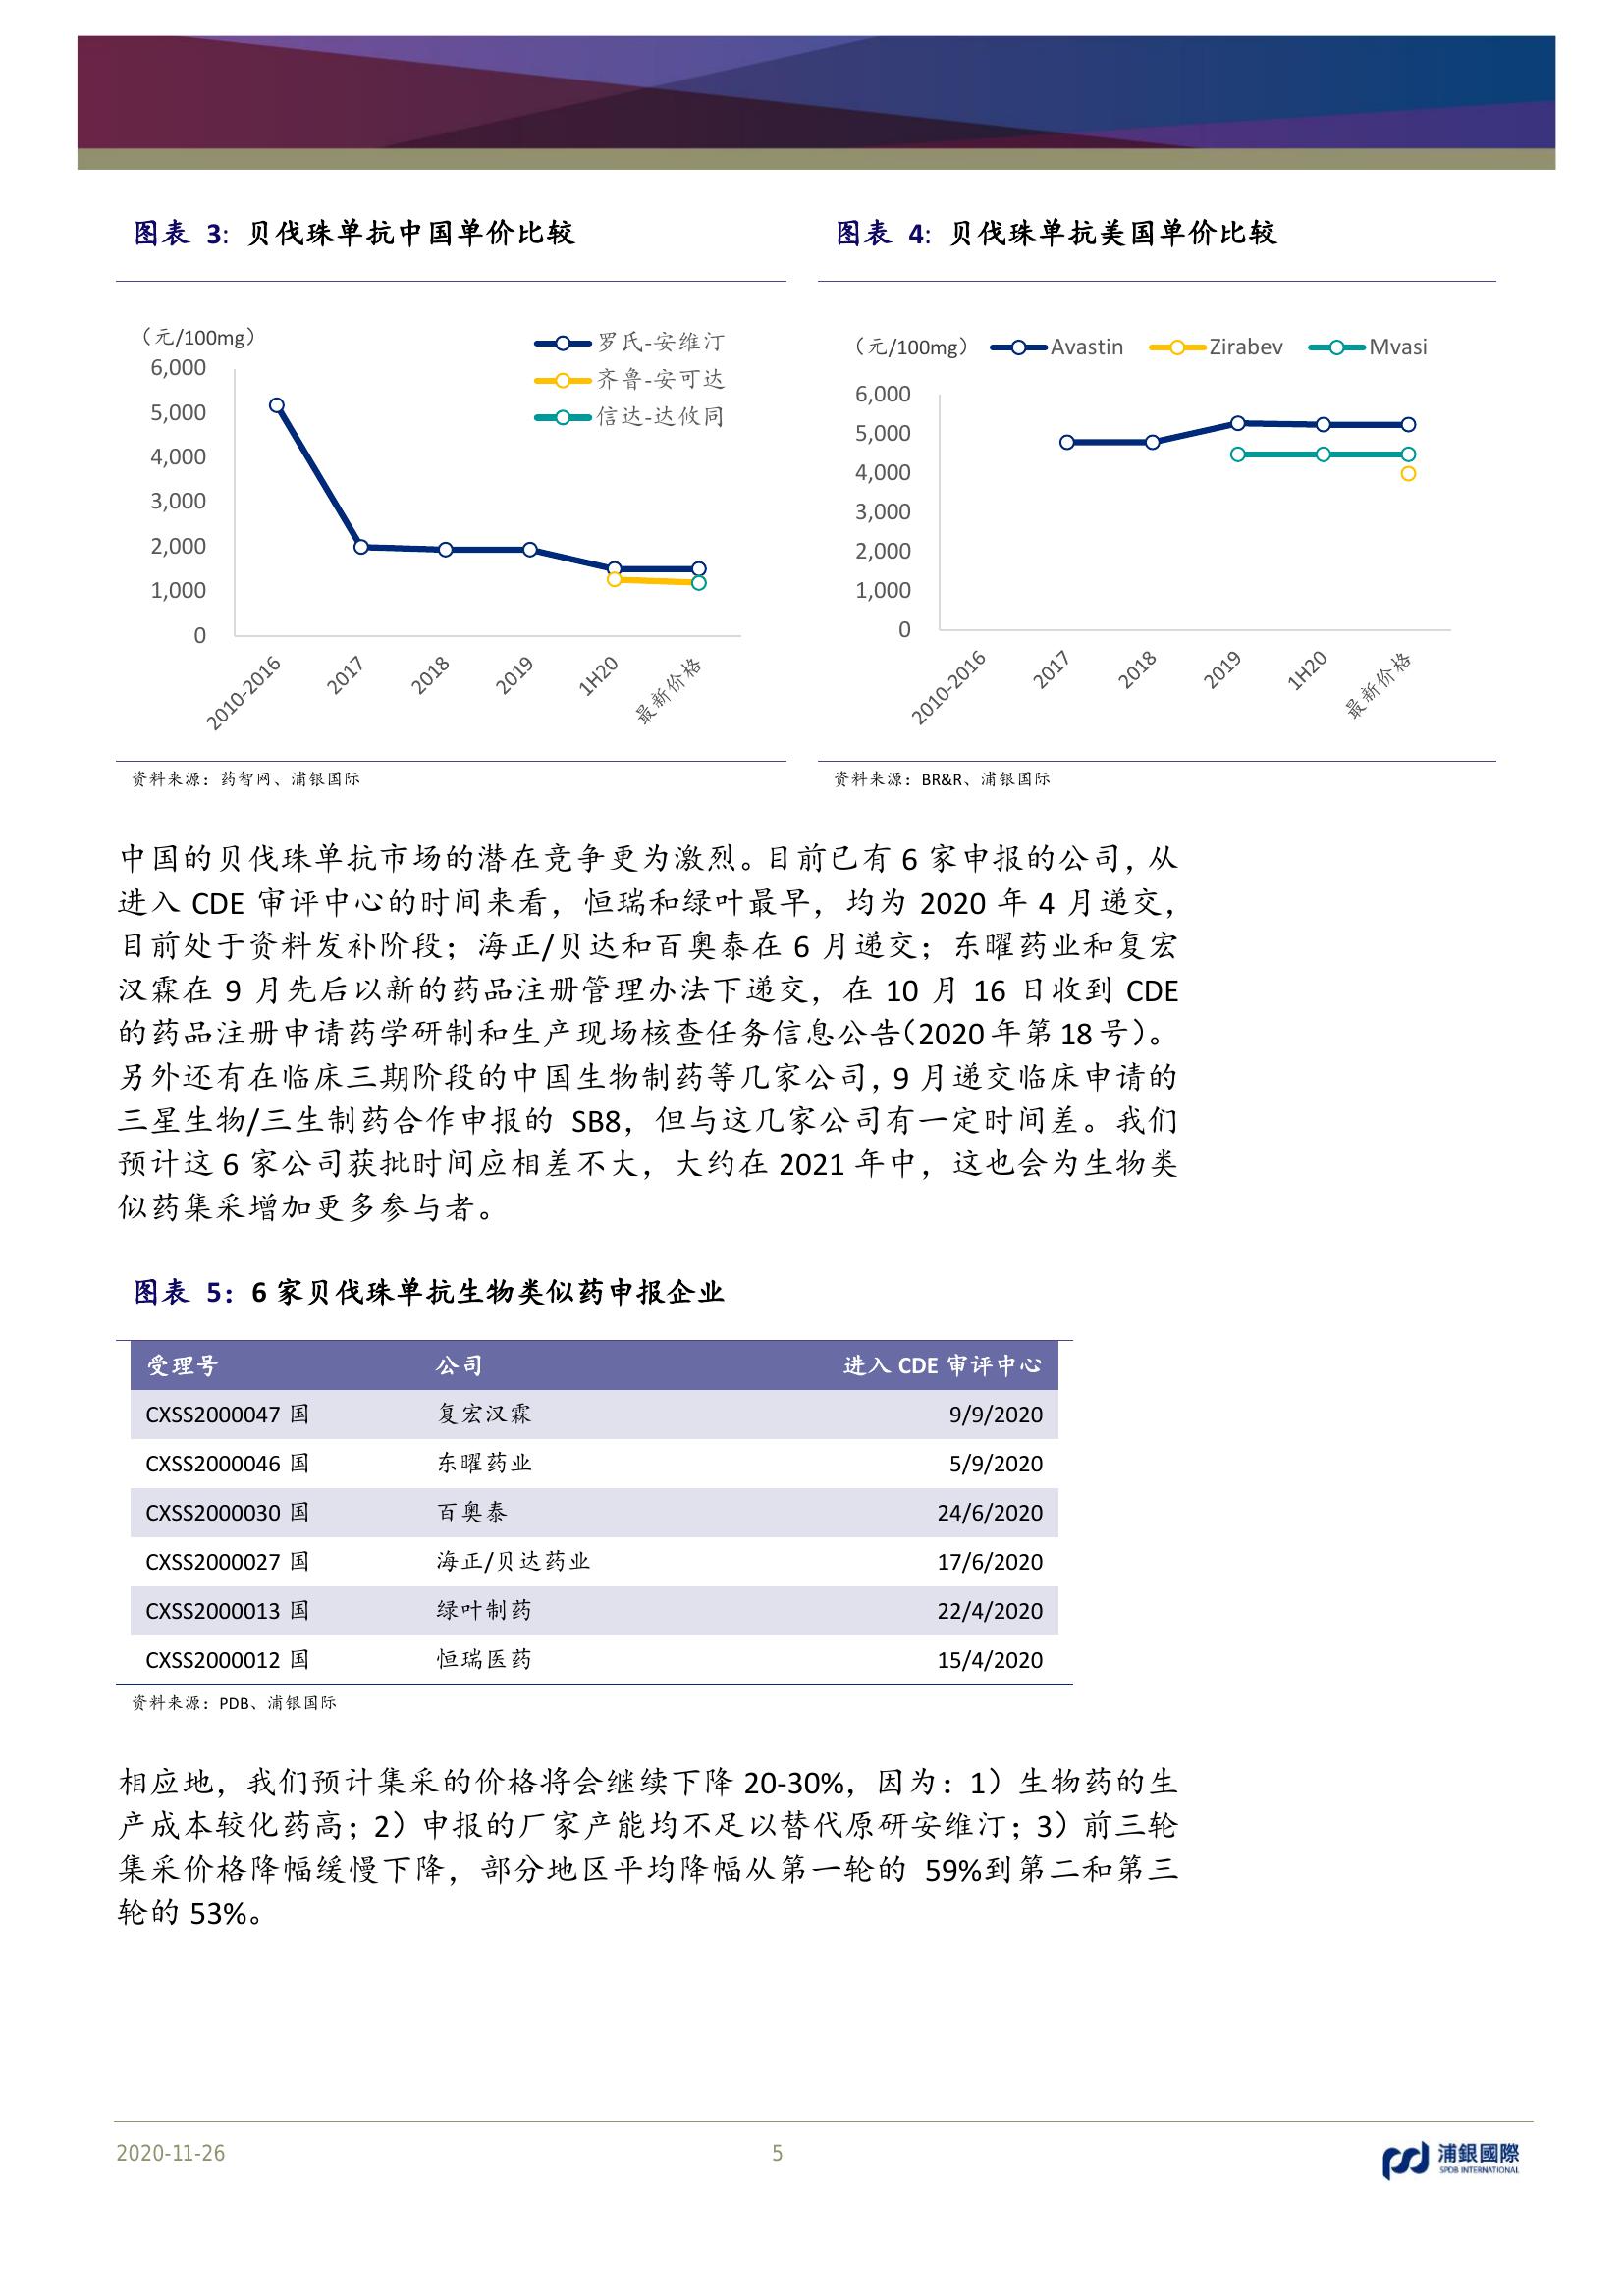 图表 3: 贝伐珠单抗中国单价比较
（元/100mg）
罗氏-安维汀
齐鲁-安可达
信达-达攸同
6,000
5,000
4,000
3,000
2,000
1,000
0
2010-2016
2017
2018
2019
1H20
最新价格
资料来源：药智网、浦银国际
图表 4: 贝伐珠单抗美国单价比较
（元/100mg）
Avastin
Zirabev
Mvasi
6,000
5,000
4,000
3,000
2,000
1,000
0
2010-2016
2017
2018
2019
1H20
最新价格
资料来源：BR&R、浦银国际
中国的贝伐珠单抗市场的潜在竞争更为激烈。目前已有 6 家申报的公司，从
进入 CDE 审评中心的时间来看，恒瑞和绿叶最早，均为 2020 年 4 月递交，
目前处于资料发补阶段；海正/贝达和百奥泰在 6 月递交；东曜药业和复宏
汉霖在 9 月先后以新的药品注册管理办法下递交，在 10 月 16 日收到 CDE
的药品注册申请药学研制和生产现场核查任务信息公告（2020 年第 18 号）。
另外还有在临床三期阶段的中国生物制药等几家公司，9 月递交临床申请的
三星生物/三生制药合作申报的 SB8，但与这几家公司有一定时间差。我们
预计这 6 家公司获批时间应相差不大，大约在 2021 年中，这也会为生物类
似药集采增加更多参与者。
图表 5：6 家贝伐珠单抗生物类似药申报企业
受理号 公司 进入 CDE 审评中心
CXSS2000047 国 复宏汉霖 9/9/2020
CXSS2000046 国 东曜药业 5/9/2020
CXSS2000030 国 百奥泰 24/6/2020
CXSS2000027 国 海正/贝达药业 17/6/2020
CXSS2000013 国 绿叶制药 22/4/2020
CXSS2000012 国 恒瑞医药 15/4/2020
资料来源：PDB、浦银国际
相应地，我们预计集采的价格将会继续下降 20-30%，因为：1）生物药的生
产成本较化药高；2）申报的厂家产能均不足以替代原研安维汀；3）前三轮
集采价格降幅缓慢下降，部分地区平均降幅从第一轮的 59%到第二和第三
轮的 53%。
2020-11-26
5
浦銀國際
SPDB INTERNATIONAL